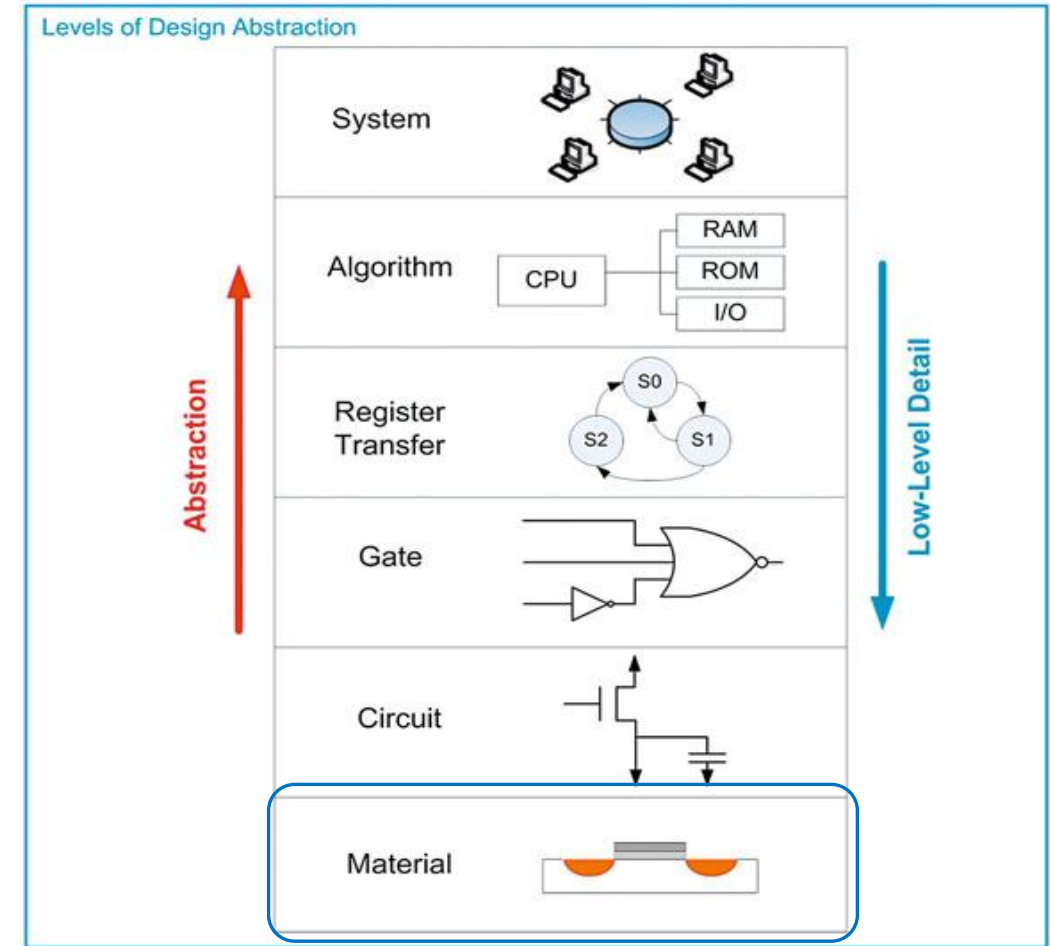 Levels of Design Abstraction
System
Algorithm
CPU
RAM
ROM
I/O
Register
Transfer
S0
S2
S1
Gate
Circuit
Material
Abstraction
Low-Level Detail